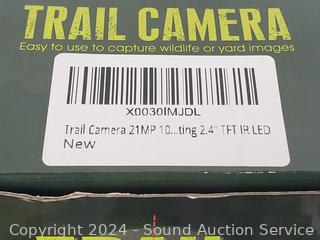 TRAIL CAMERA
Easy to use to capture wildlife or yard images
X0030IMJDL
Trail Camera 21MP 10...ting 2.4" TFT IR LED
New
Copyright 2024 - Sound Auction Service